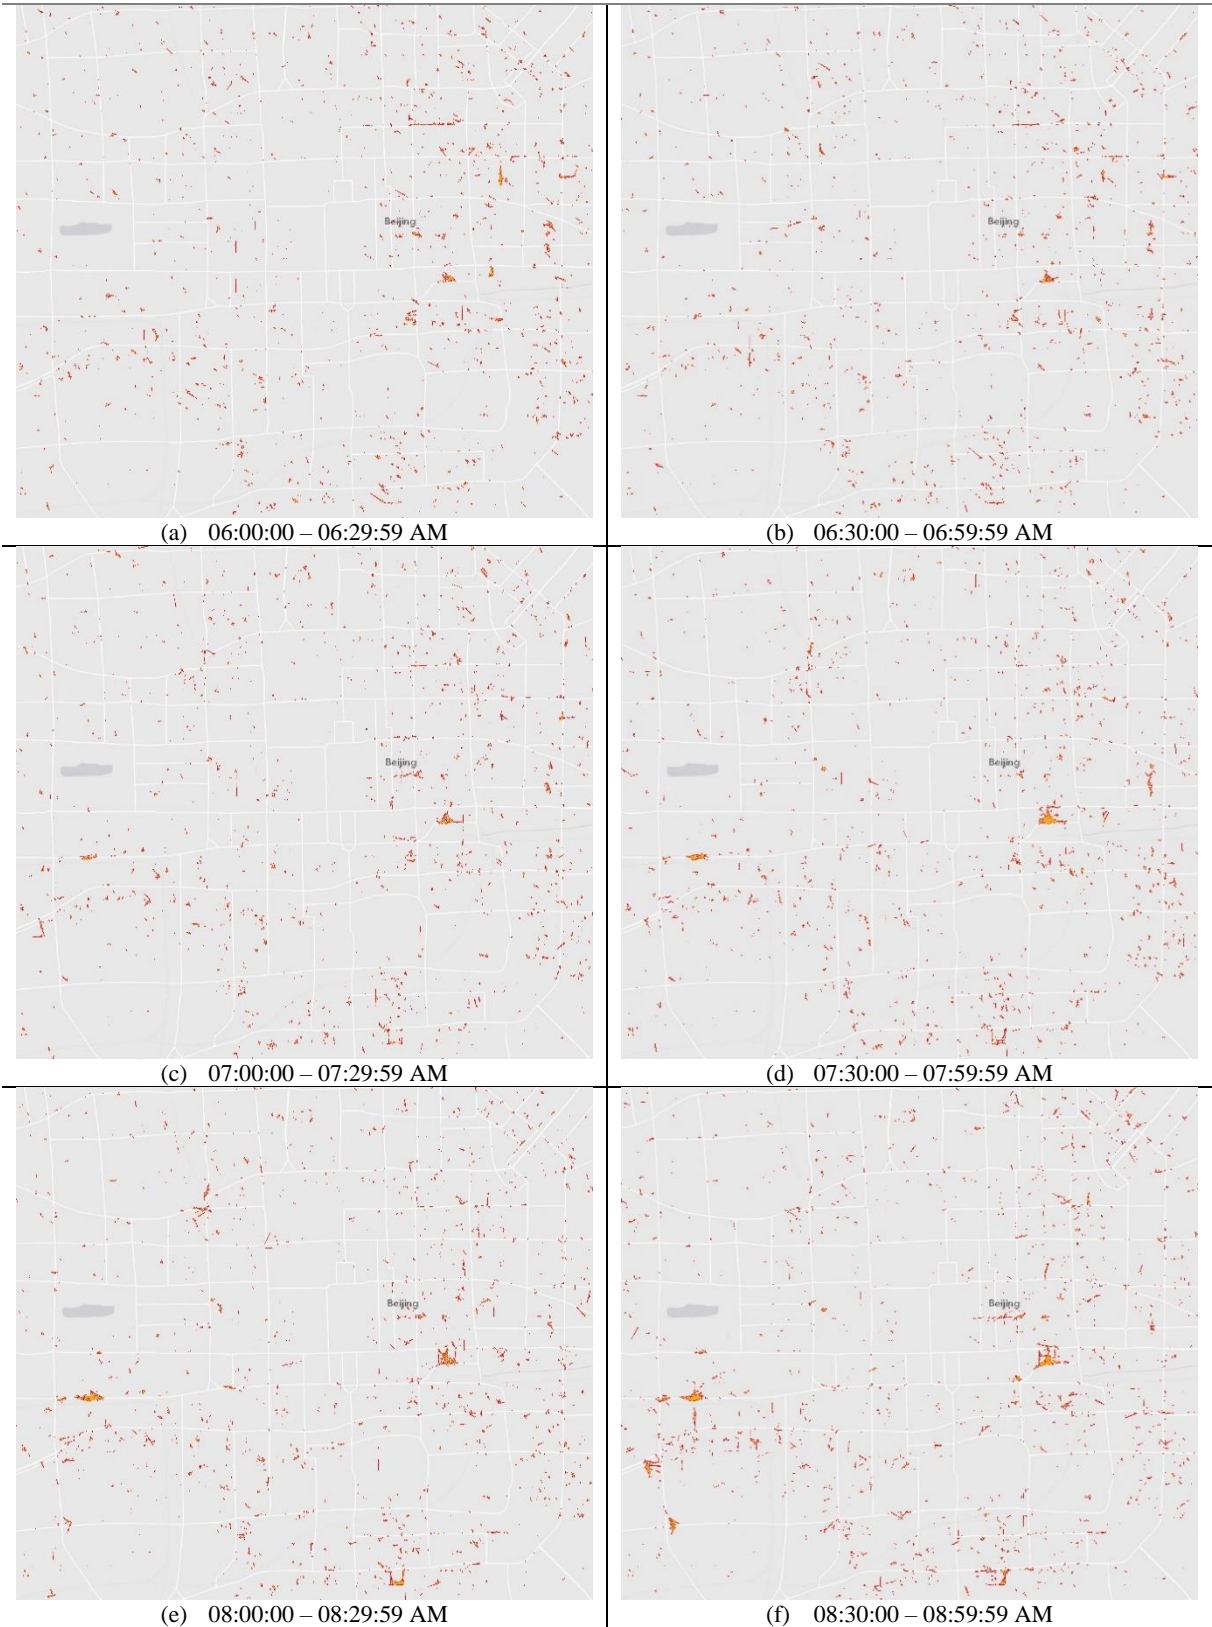 Beijing
Beijing
(a) 06:00:00 – 06:29:59 AM
(b) 06:30:00 – 06:59:59 AM
Beijing
Beijing
(c) 07:00:00 – 07:29:59 AM
(d) 07:30:00 – 07:59:59 AM
Beijing
Beijing
(e) 08:00:00 – 08:29:59 AM
(f) 08:30:00 – 08:59:59 AM